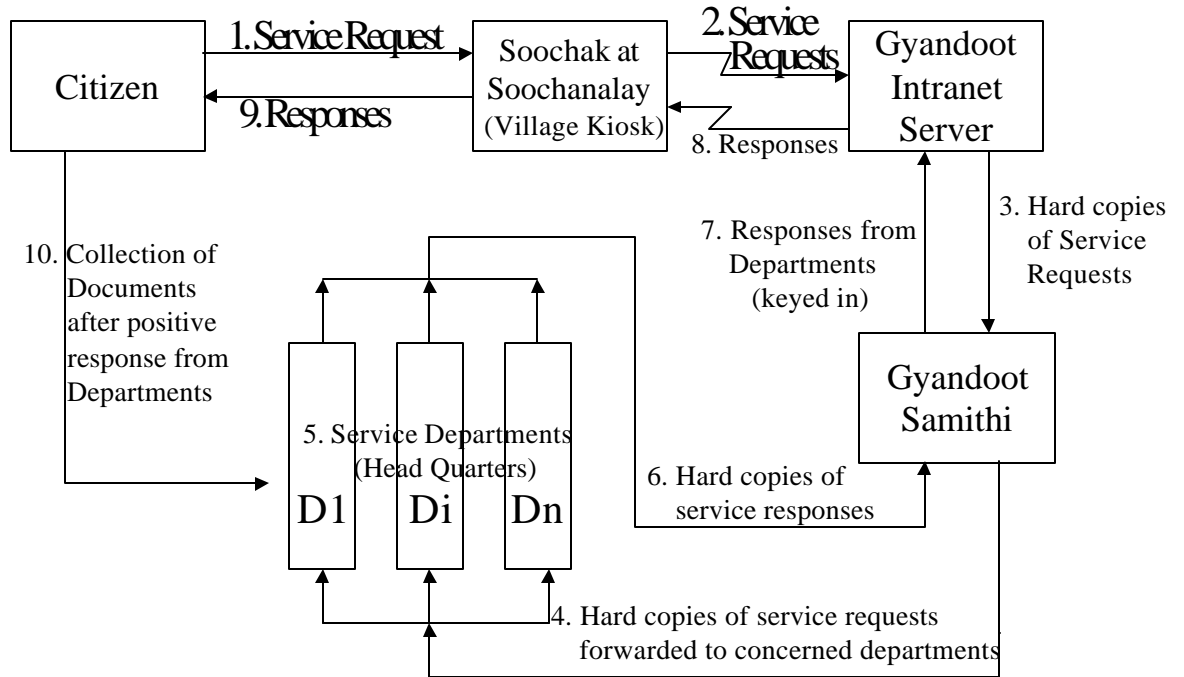 1. Service Request
2. Service
Requests
Citizen
Soochak at
Soochanalay
(Village Kiosk)
Gyandoot
Intranet
Server
9. Responses
8. Responses
3. Hard copies
of Service
Requests
7. Responses from
Departments
(keyed in)
10. Collection of
Documents
after positive
response from
Departments
Gyandoot
Samithi
5. Service Departments
(Head Quarters)
D1
Di
Dn
6. Hard copies of
service responses
4. Hard copies of service requests
forwarded to concerned departments